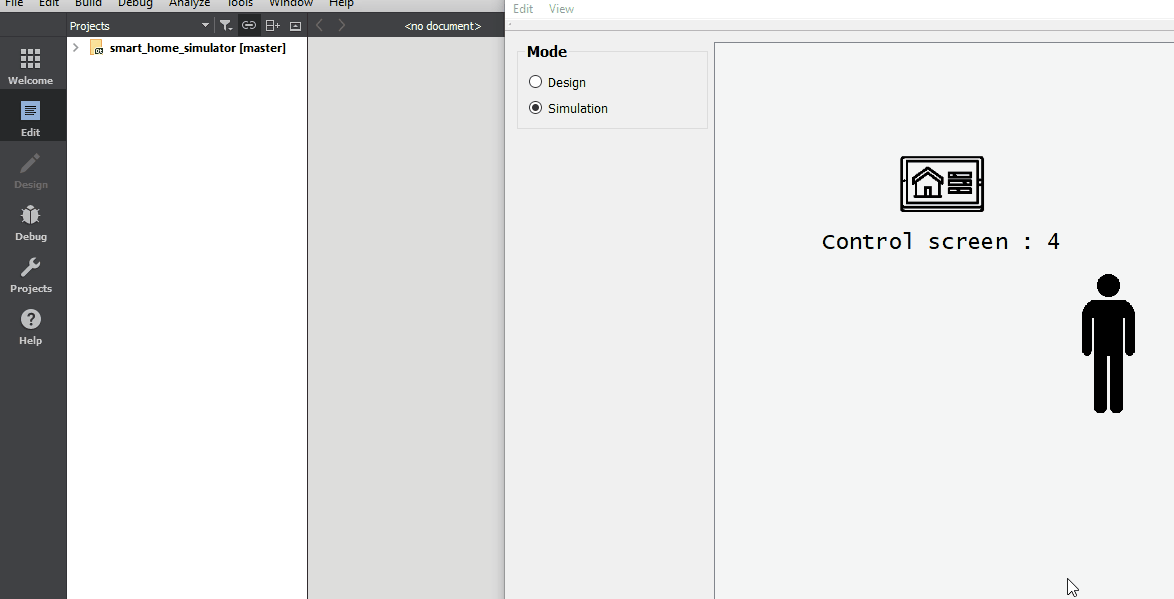 File Edit Build Debug Analyze Tools Window Help
Projects
<no document>
smart_home_simulator [master]
Welcome
Edit
Design
Debug
Projects
Help
Edit View
Mode
Design
Simulation
Control screen : 4